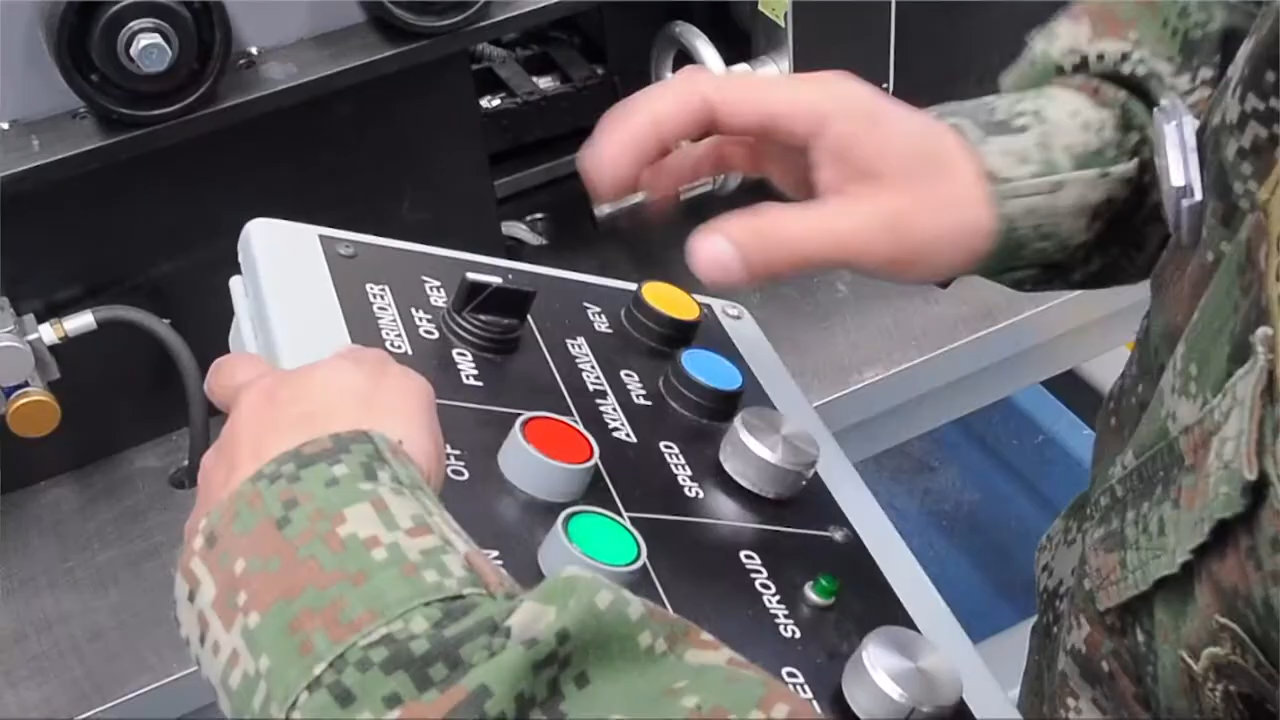 GRINDER
REV
OFF
FWD
AXIAL TRAVEL
REV
FWD
SPEED
OFF
SHROUD